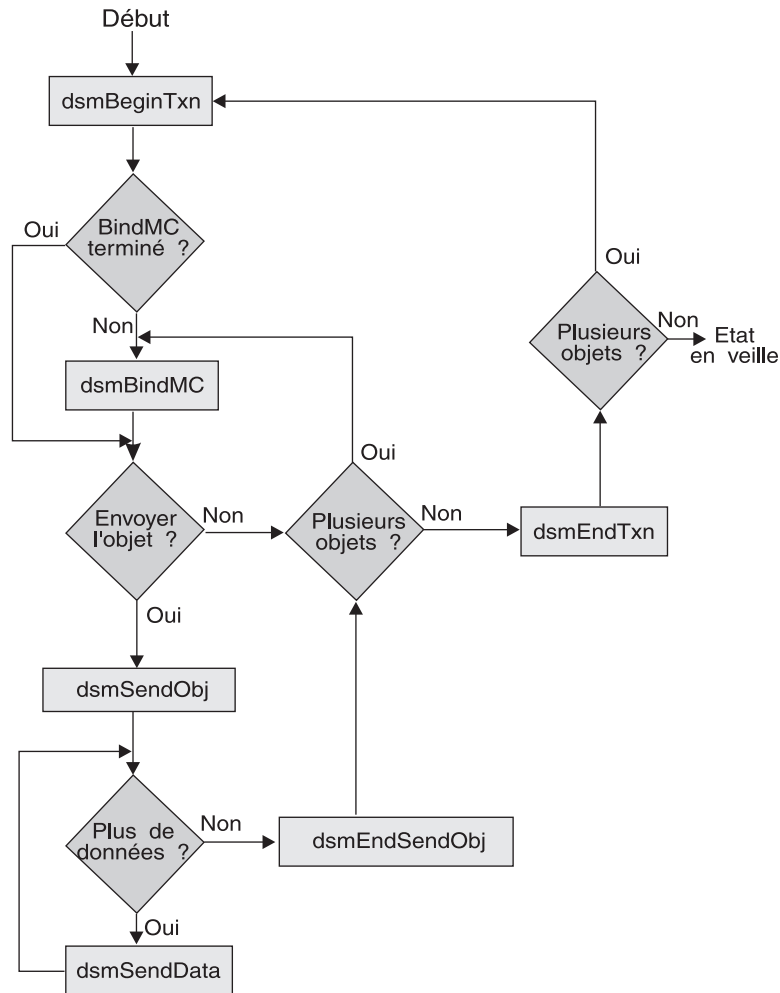 Début
dsmBeginTxn
BindMC
terminé ?
Oui
Non
dsmBindMC
Envoyer
l'objet ?
Non
Oui
Plusieurs
objets ?
Oui
Non
dsmEndTxn
Plusieurs
objets ?
Oui
Non
Etat
en veille
dsmSendObj
Plus de
données ?
Non
Oui
dsmEndSendObj
dsmSendData